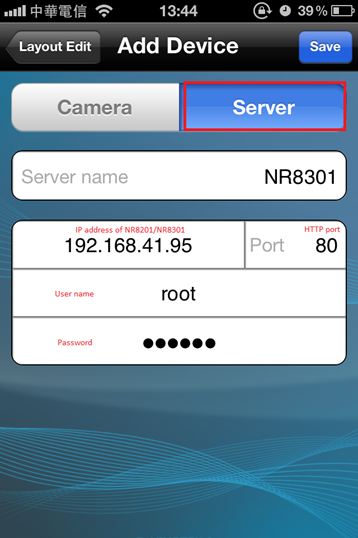 中華電信 13:44 39%
Layout Edit Add Device Save
Camera Server
Server name NR8301
IP address of NR8201/NR8301 HTTP port
192.168.41.95 Port 80
User name root
Password ●●●●●●